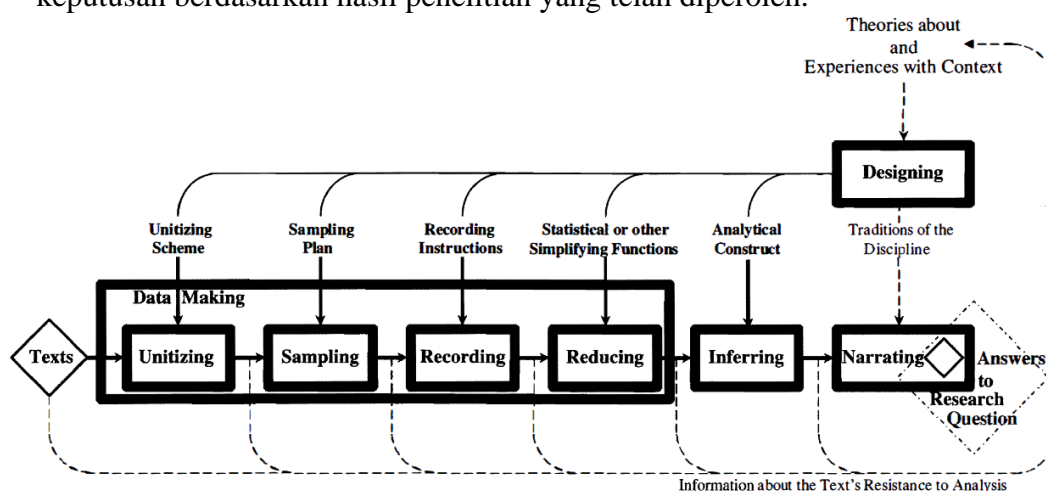 keputusan berdasarkan hasil penelitian yang telah diperoleh.
Theories about
and
Experiences with Context
Designing
Unitizing
Scheme
Sampling
Plan
Recording
Instructions
Statistical or other
Simplifying Functions
Analytical
Construct
Traditions of the
Discipline
Data Making
Texts
Unitizing
Sampling
Recording
Reducing
Inferring
Narrating
Answers
to
Research
Question
Information about the Text's Resistance to Analysis